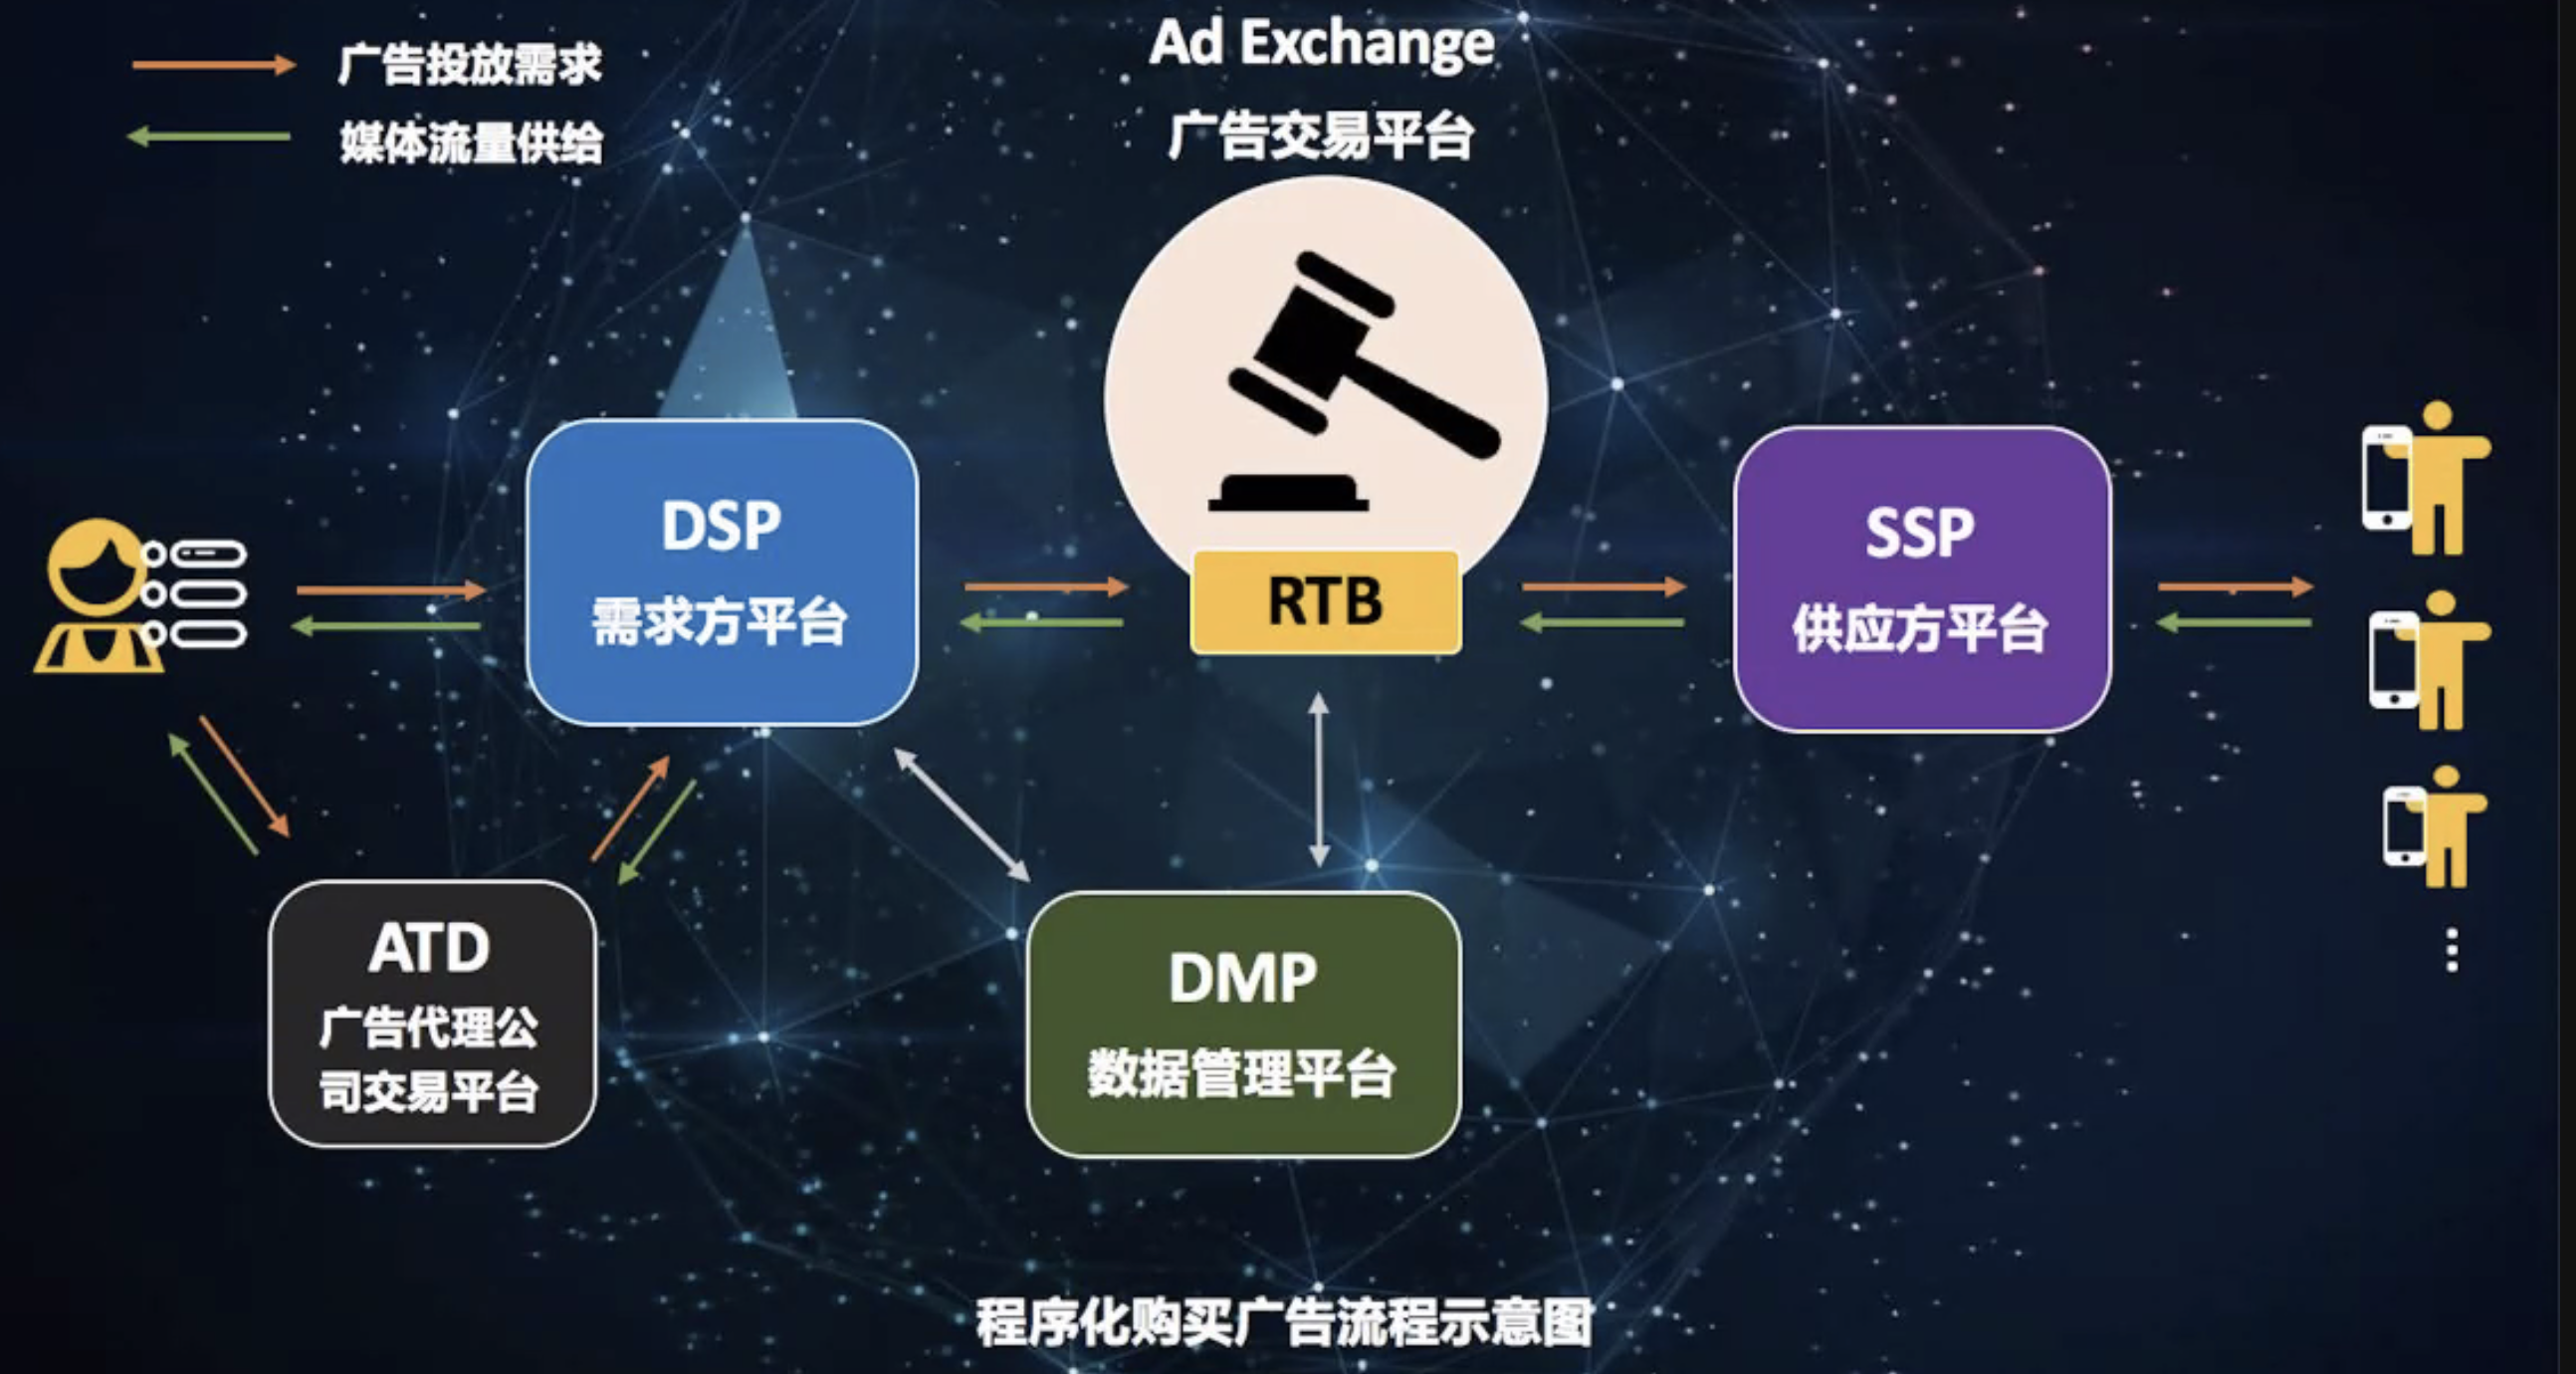 广告投放需求
媒体流量供给
Ad Exchange
广告交易平台
DSP
需求方平台
RTB
SSP
供应方平台
ATD
广告代理公
司交易平台
DMP
数据管理平台
程序化购买广告流程示意图